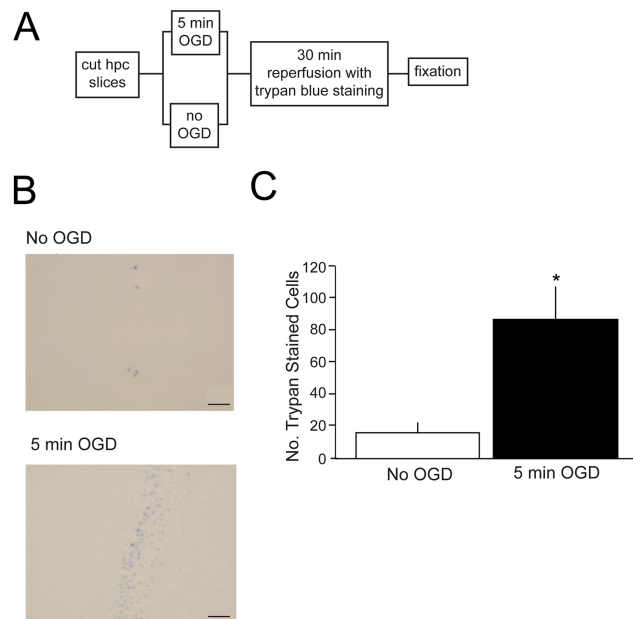 A
cut hpc
slices
5 min
OGD
no
OGD
30 min
reperfusion with
trypan blue staining
fixation
B
No OGD
5 min OGD
C
No. Trypan Stained Cells
120
100
80
60
40
20
0
*
No OGD
5 min OGD